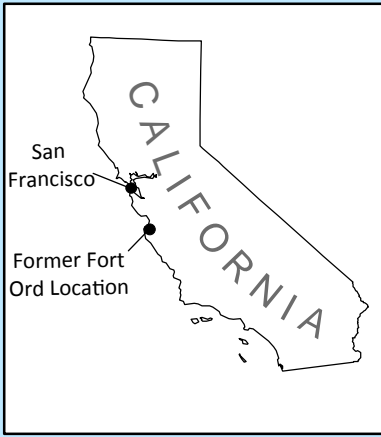 CALIFORNIA
San
Francisco
Former Fort
Ord Location